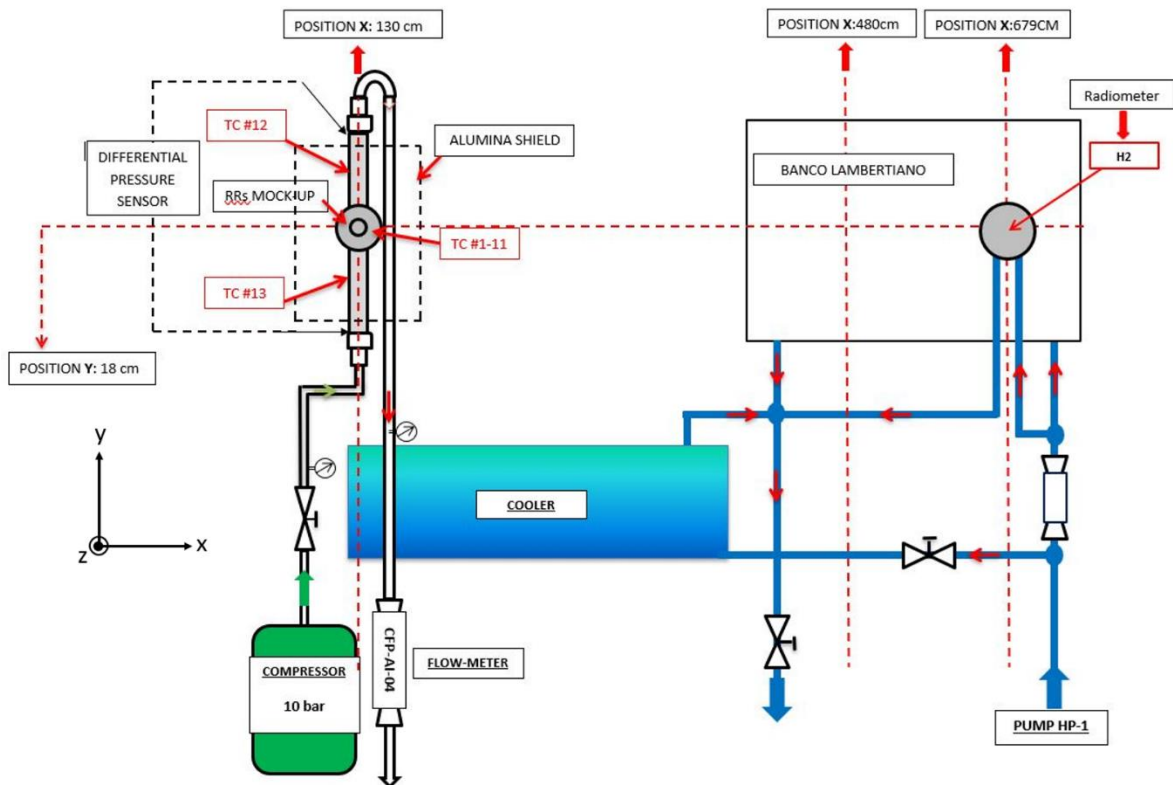 POSITION X: 130 cm
POSITION X:480cm
POSITION X:679CM
Radiometer
H2
TC #12
ALUMINA SHIELD
DIFFERENTIAL
PRESSURE
SENSOR
BANCO LAMBERTIANO
RRs MOCK-UP
TC #1-11
TC #13
POSITION Y: 18 cm
y
x
z
COOLER
COMPRESSOR
10 bar
CFP-AI-04
FLOW-METER
PUMP HP-1